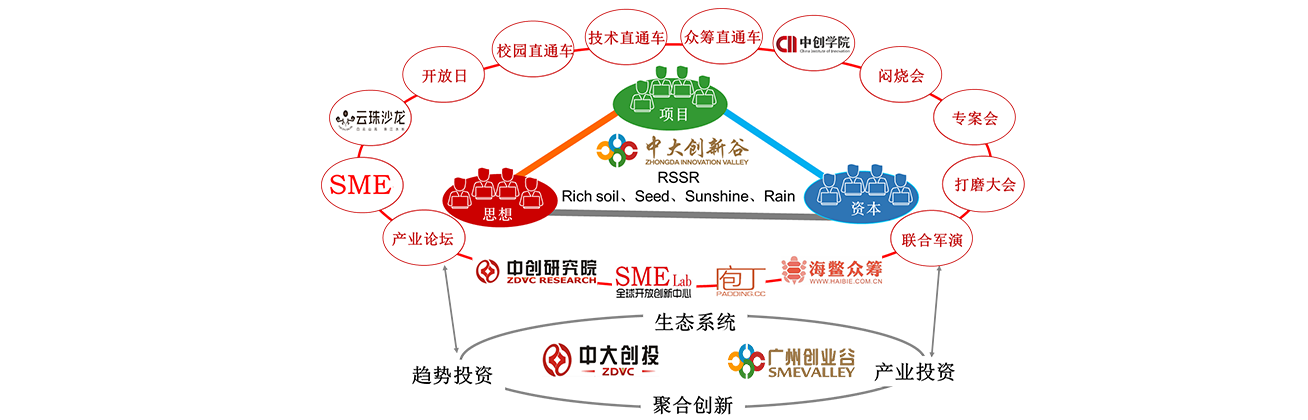 校园直通车
技术直通车
众筹直通车
中创学院
China Institute of Innovation
开放日
闷烧会
云珠沙龙
项目
专案会
中大创新谷
ZHONGDA INNOVATION VALLEY
RSSR
Rich soil、Seed、Sunshine、Rain
SME
思想
资本
打磨大会
产业论坛
联合军演
中创研究院
ZDVC RESEARCH
SME Lab
全球开放创新中心
庖丁
PADDING.CC
海鳖众筹
WWW.HAIBIE.COM.CN
生态系统
中大创投
ZDVC
广州创业谷
SMEVALLEY
趋势投资
产业投资
聚合创新